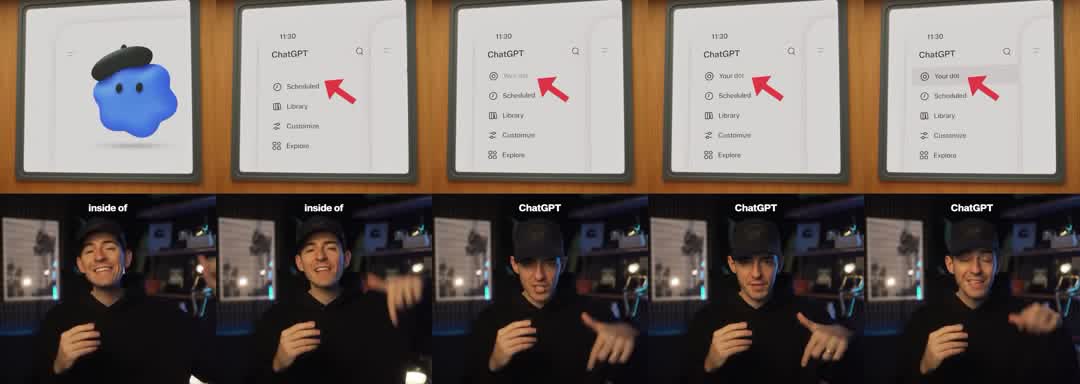 11:30
ChatGPT
Scheduled
Library
Customize
Explore
11:30
ChatGPT
Your dot
Scheduled
Library
Customize
Explore
11:30
ChatGPT
Your dot
Scheduled
Library
Customize
Explore
11:30
ChatGPT
Your dot
Scheduled
Library
Customize
Explore
inside of
inside of
ChatGPT
ChatGPT
ChatGPT